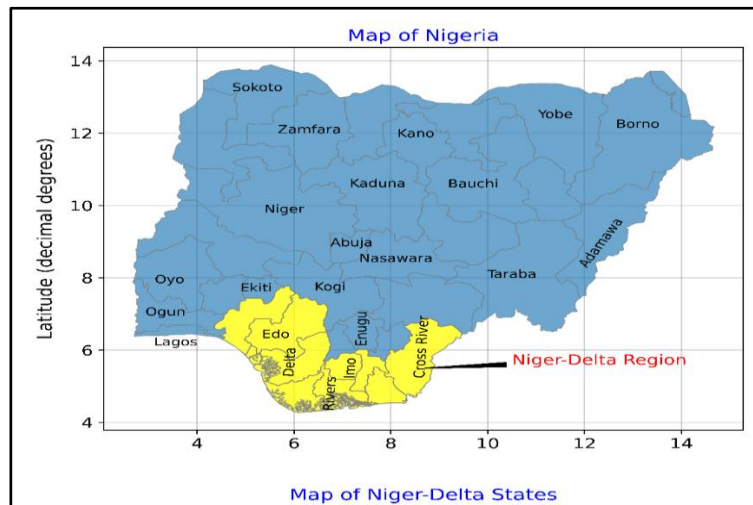 Map of Nigeria
14
12
10
8
6
4
Latitude (decimal degrees)
Sokoto
Zamfara
Kano
Yobe
Borno
Kaduna
Bauchi
Niger
Abuja
Nasawara
Adamawa
Oyo
Ekiti
Kogi
Taraba
Ogun
Lagos
Edo
Enugu
Delta
Imo
Cross River
Rivers
Niger-Delta Region
4
6
8
10
12
14
Map of Niger-Delta States